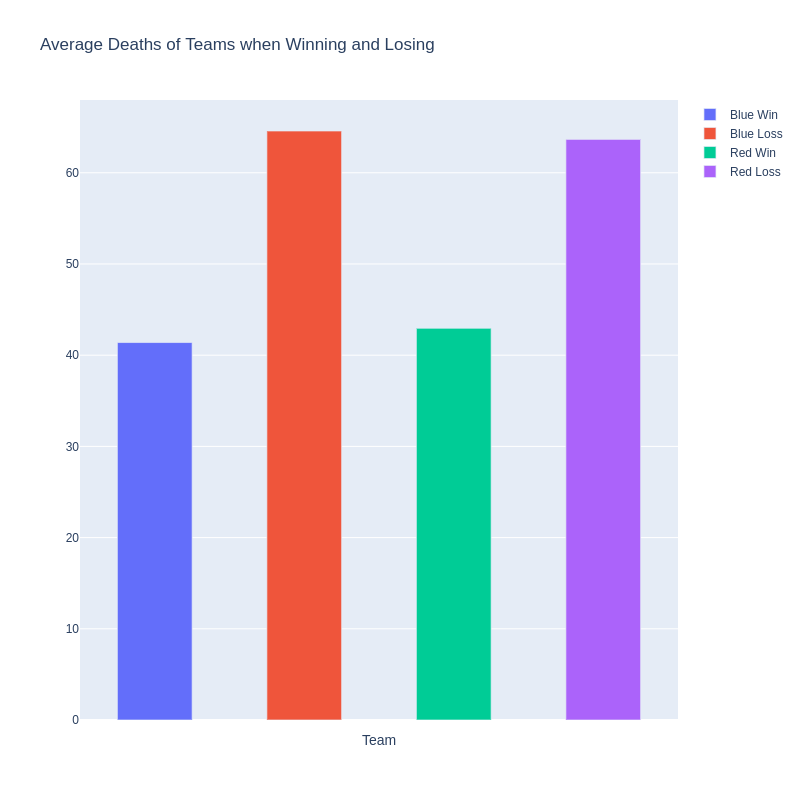 Average Deaths of Teams when Winning and Losing
Blue Win
Blue Loss
Red Win
Red Loss
60
50
40
30
20
10
0
Team